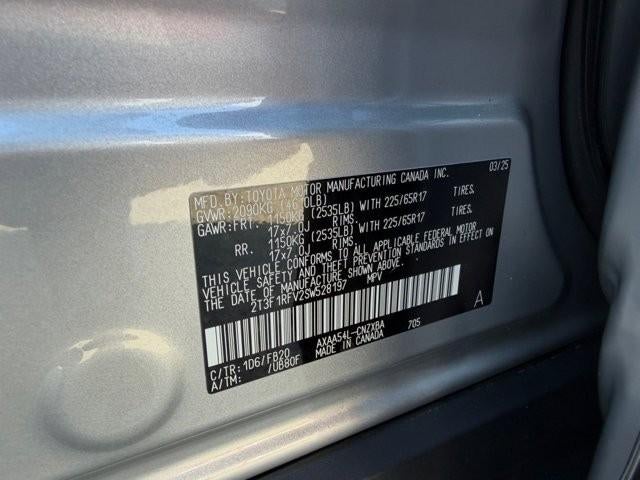 MFD. BY: TOYOTA MOTOR MANUFACTURING CANADA INC. 03/25
GVWR: 2090KG (4610LB)
GAWR: FRT. 1150KG (2535LB) WITH 225/65R17 TIRES.
17x7.0J RIMS.
RR. 1150KG (2535LB) WITH 225/65R17 TIRES.
17x7.0J RIMS.
THIS VEHICLE CONFORMS TO ALL APPLICABLE FEDERAL MOTOR
VEHICLE SAFETY AND THEFT PREVENTION STANDARDS IN EFFECT ON
THE DATE OF MANUFACTURE SHOWN ABOVE.
2T3F1RFV2SW528197 MPV
A
C/TR: 1D6/FB20 AXAA54L-CNZXBA 705
A/TM: /UB80F MADE IN CANADA